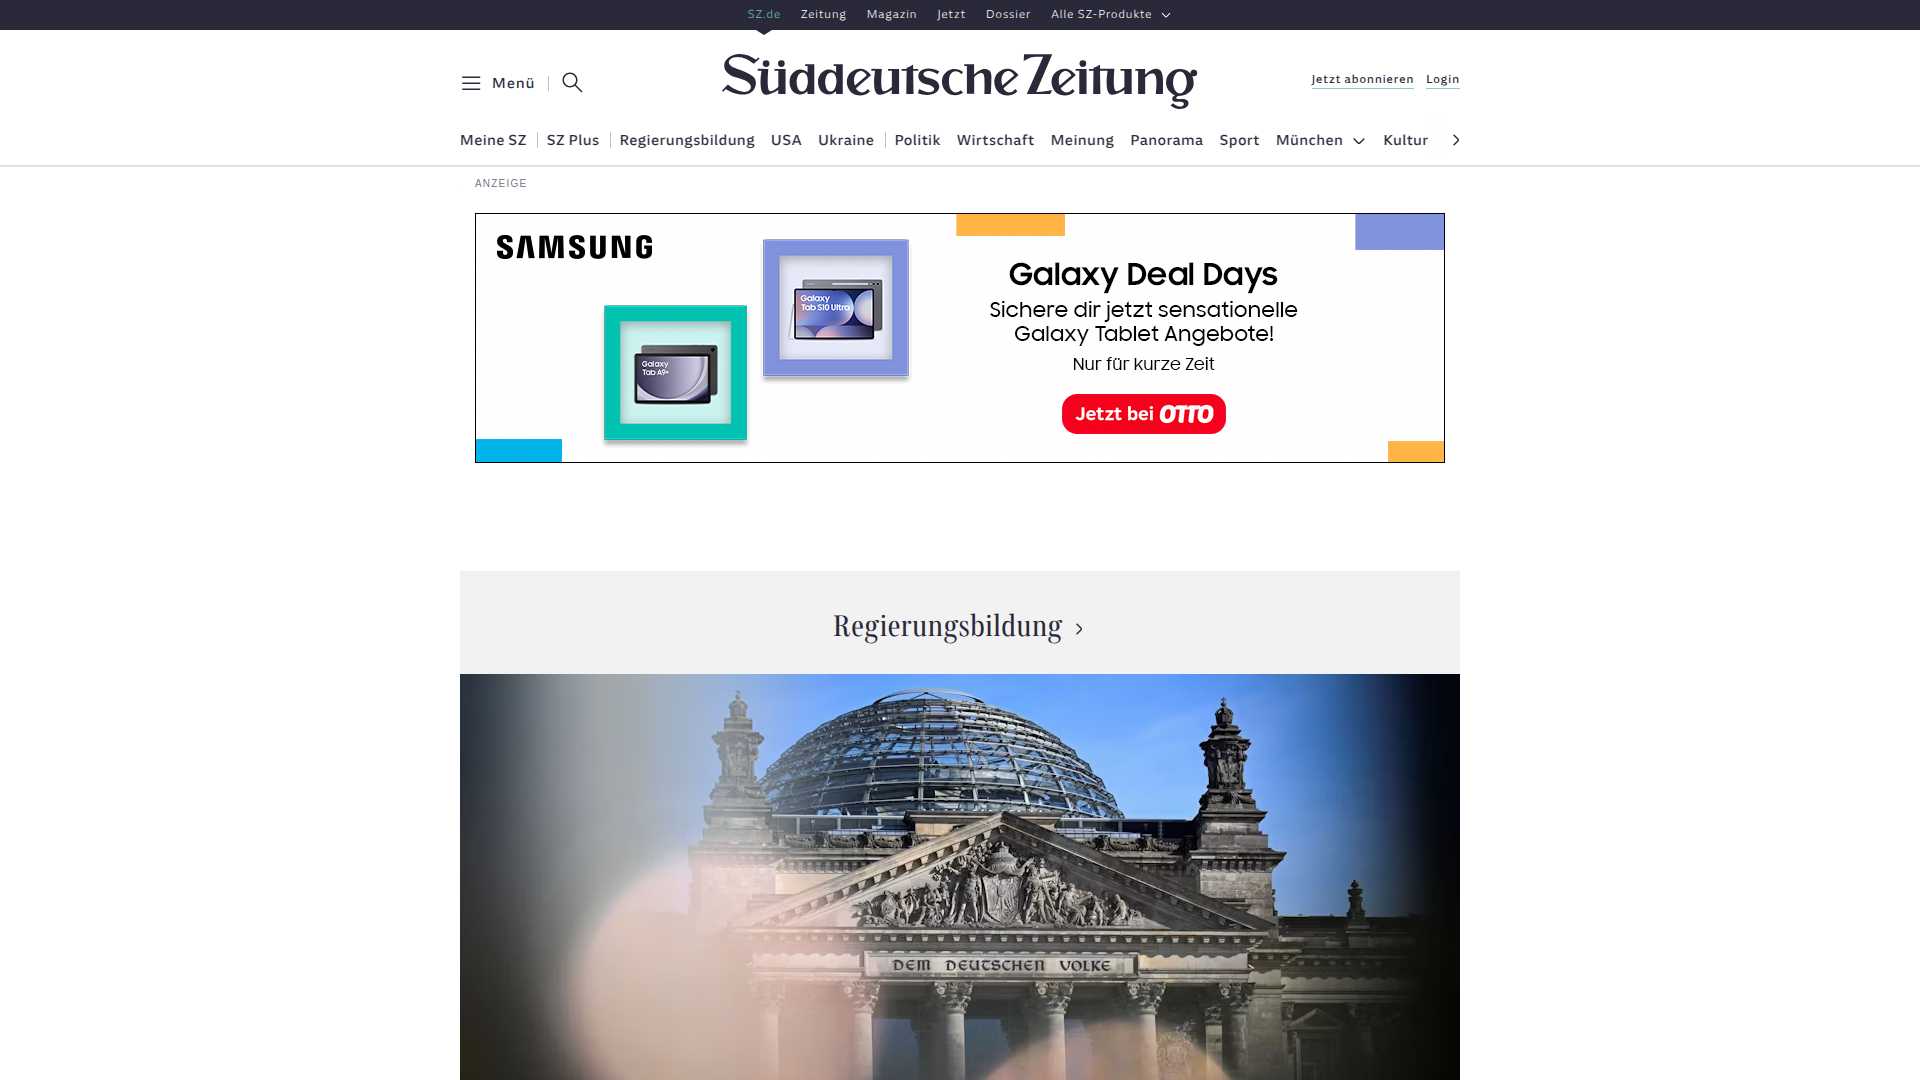 SZ.de Zeitung Magazin Jetzt Dossier Alle SZ-Produkte
Menü
Süddeutsche Zeitung
Jetzt abonnieren Login
Meine SZ SZ Plus Regierungsbildung USA Ukraine Politik Wirtschaft Meinung Panorama Sport München Kultur
ANZEIGE
SAMSUNG
Galaxy
Tab S10 Ultra
Galaxy
Tab A9+
Galaxy Deal Days
Sichere dir jetzt sensationelle
Galaxy Tablet Angebote!
Nur für kurze Zeit
Jetzt bei OTTO
Regierungsbildung
DEM DEUTSCHEN VOLKE